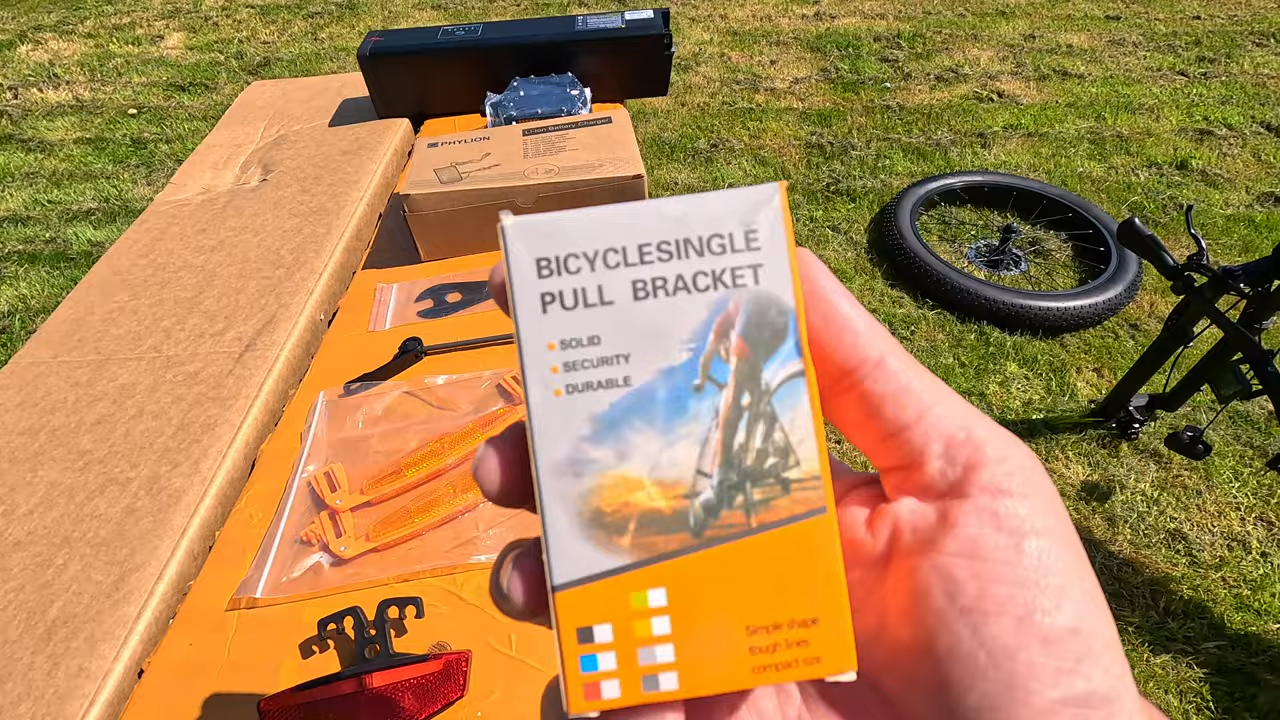 PHYLION
Li-ion Battery Charger
BICYCLESINGLE
PULL BRACKET
SOLID
SECURITY
DURABLE
Simple shape
tough lines
compact size